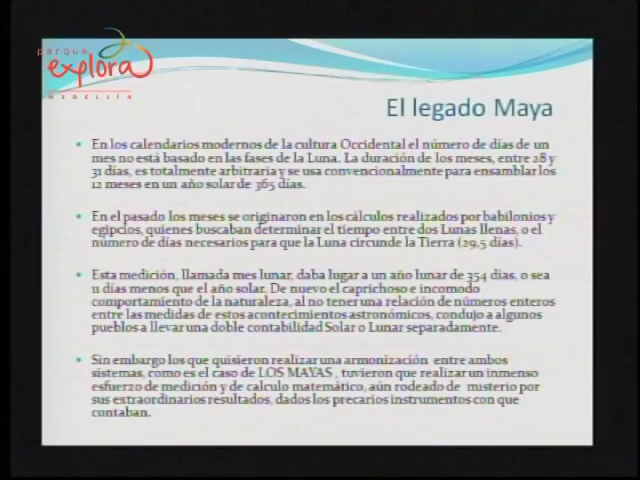 parque
explora
MEDELLÍN
El legado Maya
• En los calendarios modernos de la cultura Occidental el número de días de un
mes no está basado en las fases de la Luna. La duración de los meses, entre 28 y
31 días, es totalmente arbitraria y se usa convencionalmente para ensamblar los
12 meses en un año solar de 365 días.
• En el pasado los meses se originaron en los cálculos realizados por babilonios y
egipcios, quienes buscaban determinar el tiempo entre dos Lunas llenas, o el
número de días necesarios para que la Luna circunde la Tierra (29,5 días).
• Esta medición, llamada mes lunar, daba lugar a un año lunar de 354 días, o sea
11 días menos que el año solar. De nuevo el caprichoso e incomodo
comportamiento de la naturaleza, al no tener una relación de números enteros
entre las medidas de estos acontecimientos astronómicos, condujo a algunos
pueblos a llevar una doble contabilidad Solar o Lunar separadamente.
• Sin embargo los que quisieron realizar una armonización entre ambos
sistemas, como es el caso de LOS MAYAS , tuvieron que realizar un inmenso
esfuerzo de medición y de calculo matemático, aún rodeado de misterio por
sus extraordinarios resultados, dados los precarios instrumentos con que
contaban.